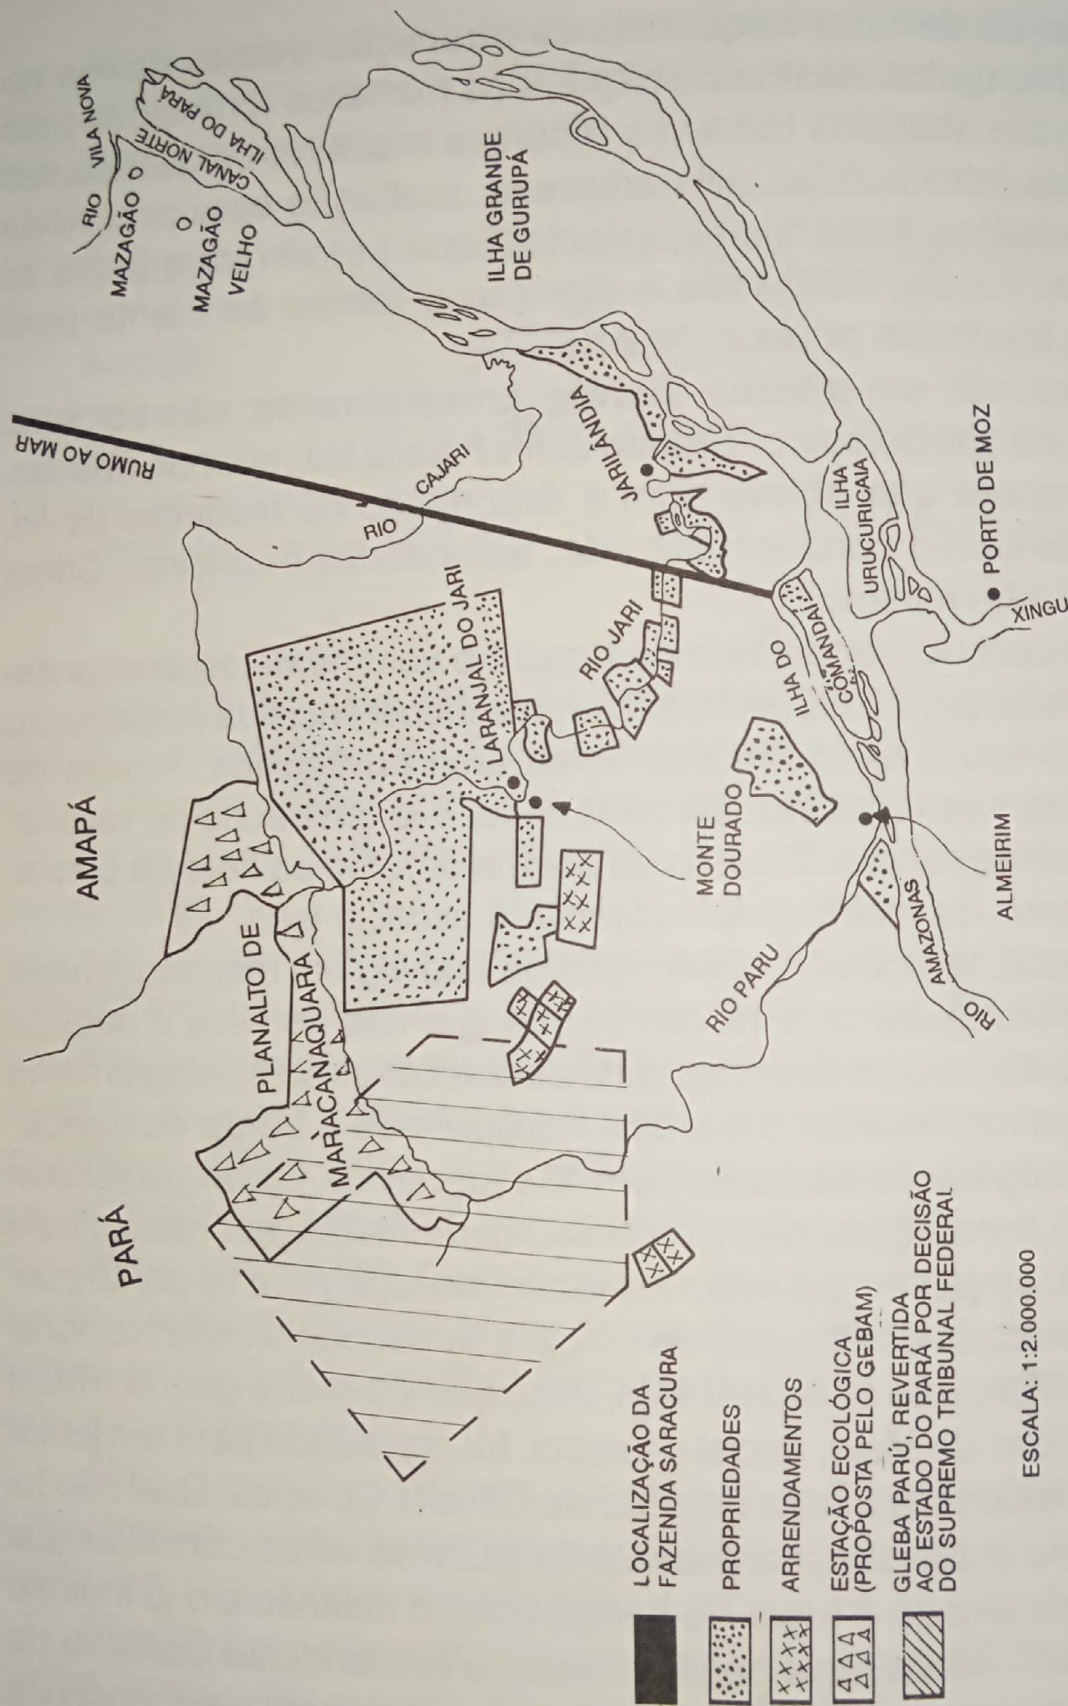 PARÁ
AMAPÁ
RUMO AO MAR
RIO VILA NOVA
MAZAGÃO
MAZAGÃO
VELHO
CANAL NORTE
ILHA DO PARÁ
ILHA GRANDE
DE GURUPÁ
PLANALTO DE
MARACANAQUARA
RIO CAJARI
LARANJAL DO JARI
JARILÂNDIA
RIO JARI
MONTE
DOURADO
ILHA DO
COMANDAÍ
ILHA
URUCURICAIA
PORTO DE MOZ
XINGU
RIO PARU
RIO AMAZONAS
ALMEIRIM
LOCALIZAÇÃO DA
FAZENDA SARACURA
PROPRIEDADES
ARRENDAMENTOS
ESTAÇÃO ECOLÓGICA
(PROPOSTA PELO GEBAM)
GLEBA PARÚ, REVERTIDA
AO ESTADO DO PARÁ POR DECISÃO
DO SUPREMO TRIBUNAL FEDERAL
ESCALA: 1:2.000.000